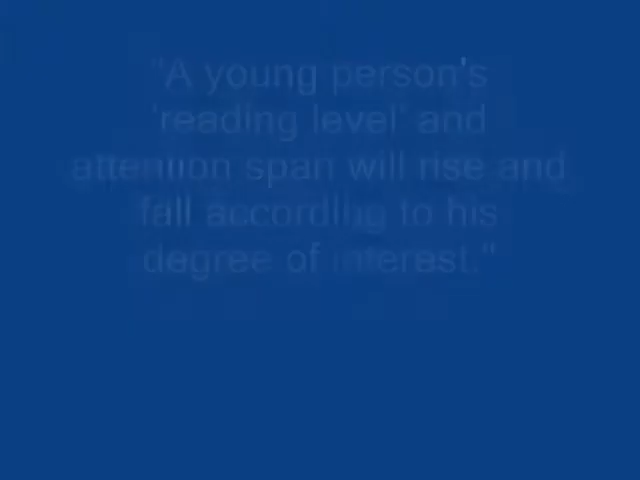 "A young person's
'reading level' and
attention span will rise and
fall according to his
degree of interest."